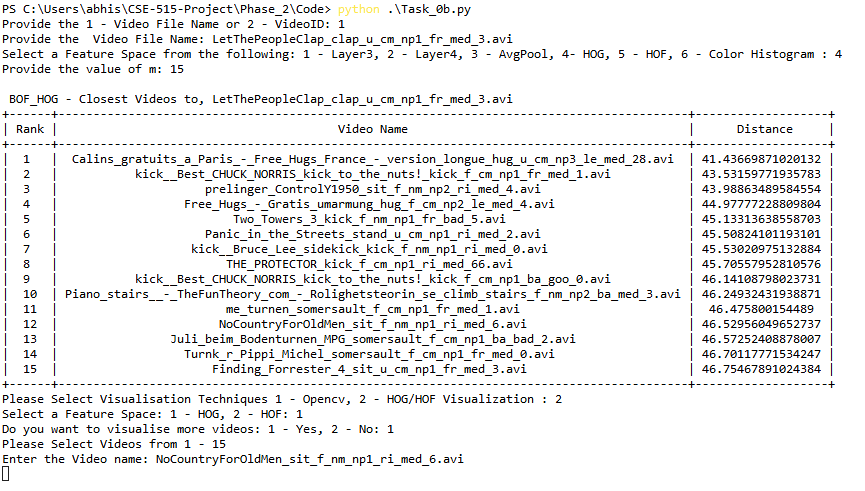 PS C:\Users\abhis\CSE-515-Project\Phase_2\Code> python .\Task_0b.py
Provide the 1 - Video File Name or 2 - VideoID: 1
Provide the  Video File Name: LetThePeopleClap_clap_u_cm_np1_fr_med_3.avi
Select a Feature Space from the following: 1 - Layer3, 2 - Layer4, 3 - AvgPool, 4- HOG, 5 - HOF, 6 - Color Histogram : 4
Provide the value of m: 15
BOF_HOG - Closest Videos to, LetThePeopleClap_clap_u_cm_np1_fr_med_3.avi
| Rank | Video Name | Distance |
| 1 | Calins_gratuits_a_Paris_-_Free_Hugs_France_-_version_longue_hug_u_cm_np3_le_med_28.avi | 41.43669871020132 |
| 2 | kick__Best_CHUCK_NORRIS_kick_to_the_nuts!_kick_f_cm_np1_fr_med_1.avi | 43.53159771935783 |
| 3 | prelinger_ControlY1950_sit_f_nm_np2_ri_med_4.avi | 43.98863489584554 |
| 4 | Free_Hugs_-_Gratis_umarmung_hug_f_cm_np2_le_med_4.avi | 44.97777228809804 |
| 5 | Two_Towers_3_kick_f_nm_np1_fr_bad_5.avi | 45.13313638558703 |
| 6 | Panic_in_the_Streets_stand_u_cm_np1_ri_med_2.avi | 45.50824101193101 |
| 7 | kick__Bruce_Lee_sidekick_kick_f_nm_np1_ri_med_0.avi | 45.53020975132884 |
| 8 | THE_PROTECTOR_kick_f_cm_np1_ri_med_66.avi | 45.70557952810576 |
| 9 | kick__Best_CHUCK_NORRIS_kick_to_the_nuts!_kick_f_cm_np1_ba_goo_0.avi | 46.14108798023731 |
| 10 | Piano_stairs__-_TheFunTheory_com_-_Rolighetsteorin_se_climb_stairs_f_nm_np2_ba_med_3.avi | 46.24932431938871 |
| 11 | me_turnen_somersault_f_cm_np1_fr_med_1.avi | 46.475800154489 |
| 12 | NoCountryForOldMen_sit_f_nm_np1_ri_med_6.avi | 46.52956049652737 |
| 13 | Juli_beim_Bodenturnen_MPG_somersault_f_cm_np1_ba_bad_2.avi | 46.57252408878007 |
| 14 | Turnk_r_Pippi_Michel_somersault_f_cm_np1_fr_med_0.avi | 46.70117771534247 |
| 15 | Finding_Forrester_4_sit_u_cm_np1_fr_med_3.avi | 46.75467891024384 |
Please Select Visualisation Techniques 1 - Opencv, 2 - HOG/HOF Visualization : 2
Select a Feature Space: 1 - HOG, 2 - HOF: 1
Do you want to visualise more videos: 1 - Yes, 2 - No: 1
Please Select Videos from 1 - 15
Enter the Video name: NoCountryForOldMen_sit_f_nm_np1_ri_med_6.avi